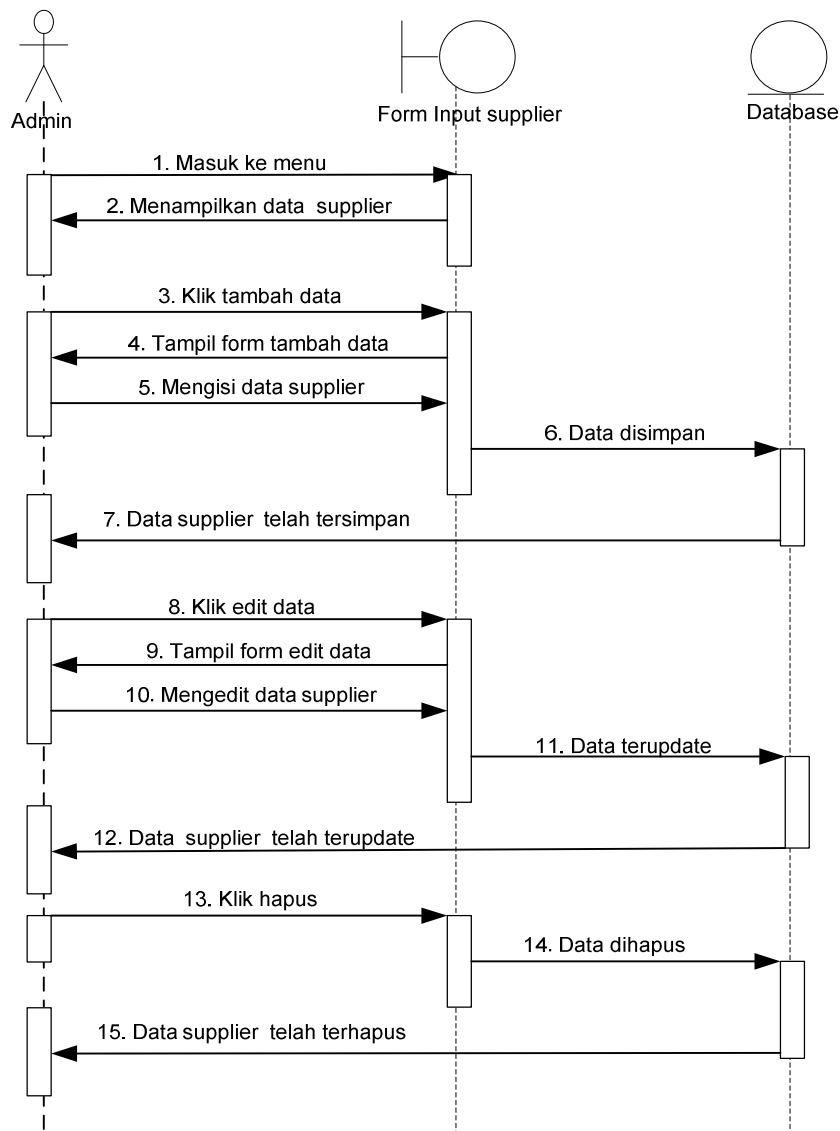 Admin
Form Input supplier
Database
1. Masuk ke menu
2. Menampilkan data supplier
3. Klik tambah data
4. Tampil form tambah data
5. Mengisi data supplier
6. Data disimpan
7. Data supplier telah tersimpan
8. Klik edit data
9. Tampil form edit data
10. Mengedit data supplier
11. Data terupdate
12. Data supplier telah terupdate
13. Klik hapus
14. Data dihapus
15. Data supplier telah terhapus